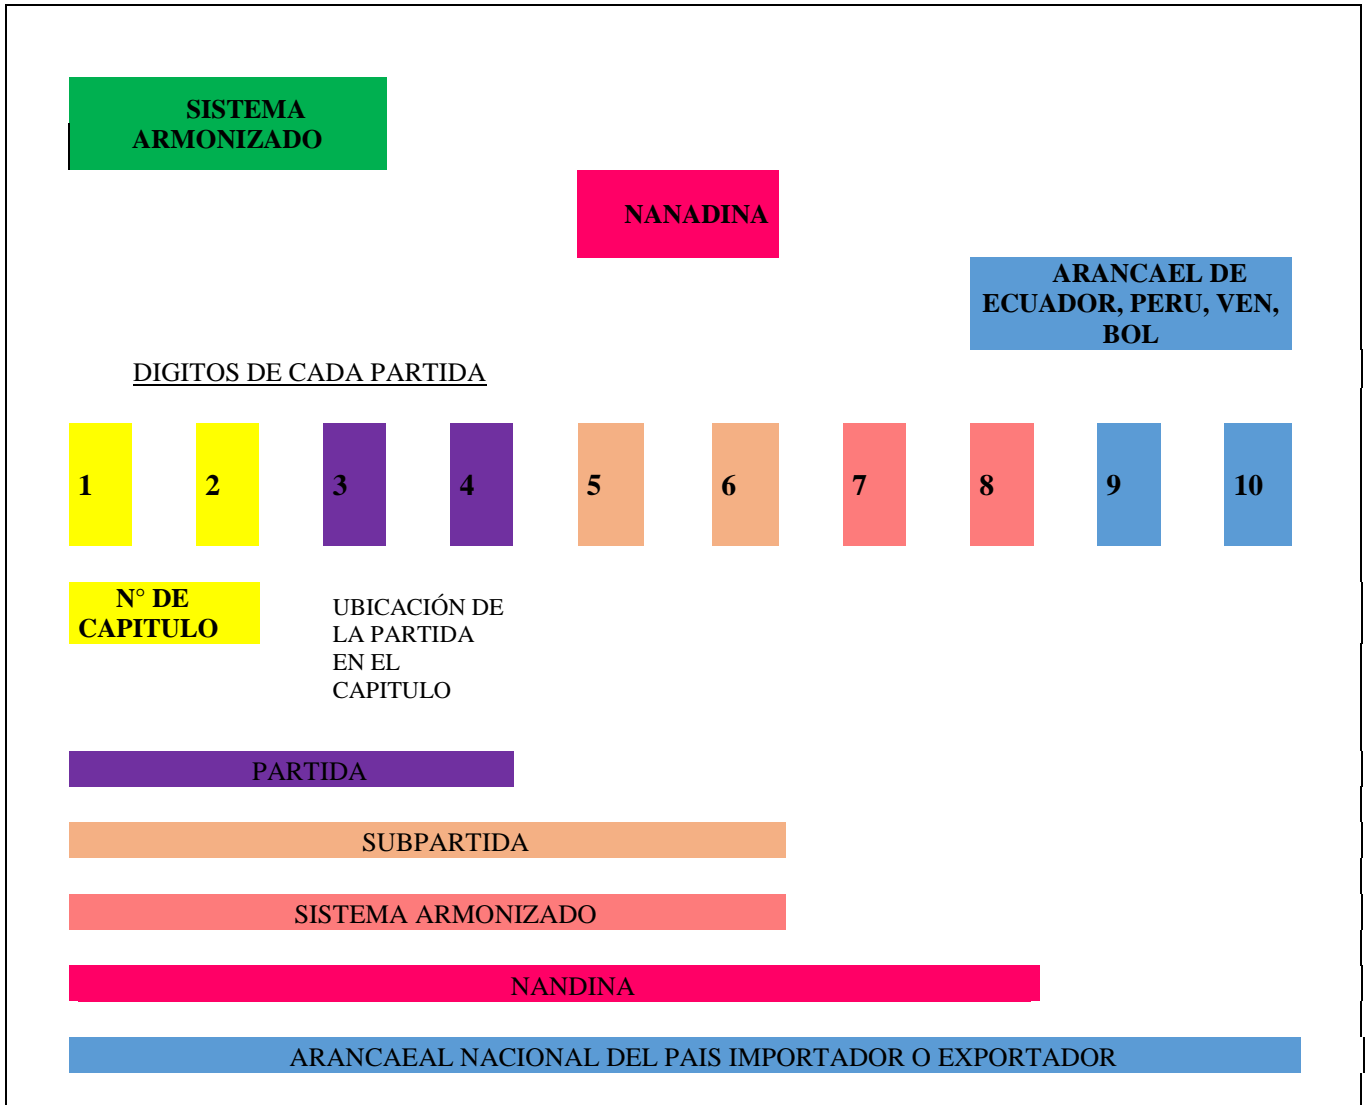 SISTEMA
ARMONIZADO
NANADINA
ARANCAEL DE
ECUADOR, PERU, VEN,
BOL
DIGITOS DE CADA PARTIDA
1 2 3 4 5 6 7 8 9 10
N° DE
CAPITULO
UBICACIÓN DE
LA PARTIDA
EN EL
CAPITULO
PARTIDA
SUBPARTIDA
SISTEMA ARMONIZADO
NANDINA
ARANCAEAL NACIONAL DEL PAIS IMPORTADOR O EXPORTADOR